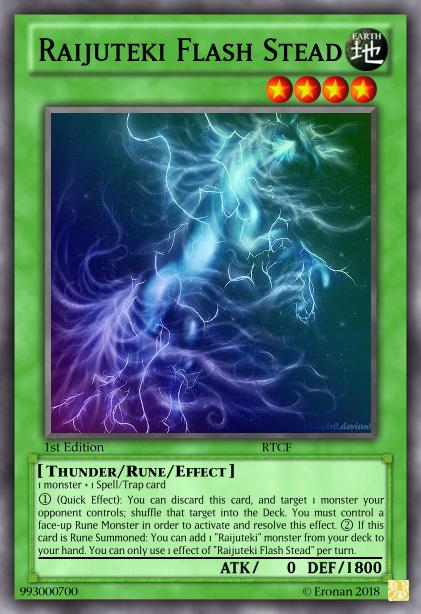 RAIJUTEKI FLASH STEAD
EARTH
地
1st Edition RTCF
[ THUNDER/RUNE/EFFECT ]
1 monster + 1 Spell/Trap card
① (Quick Effect): You can discard this card, and target 1 monster your
opponent controls; shuffle that target into the Deck. You must control a
face-up Rune Monster in order to activate and resolve this effect. ② If this
card is Rune Summoned: You can add 1 "Raijuteki" monster from your deck to
your hand. You can only use 1 effect of "Raijuteki Flash Stead" per turn.
ATK/ 0 DEF/1800
993000700 © Eronan 2018